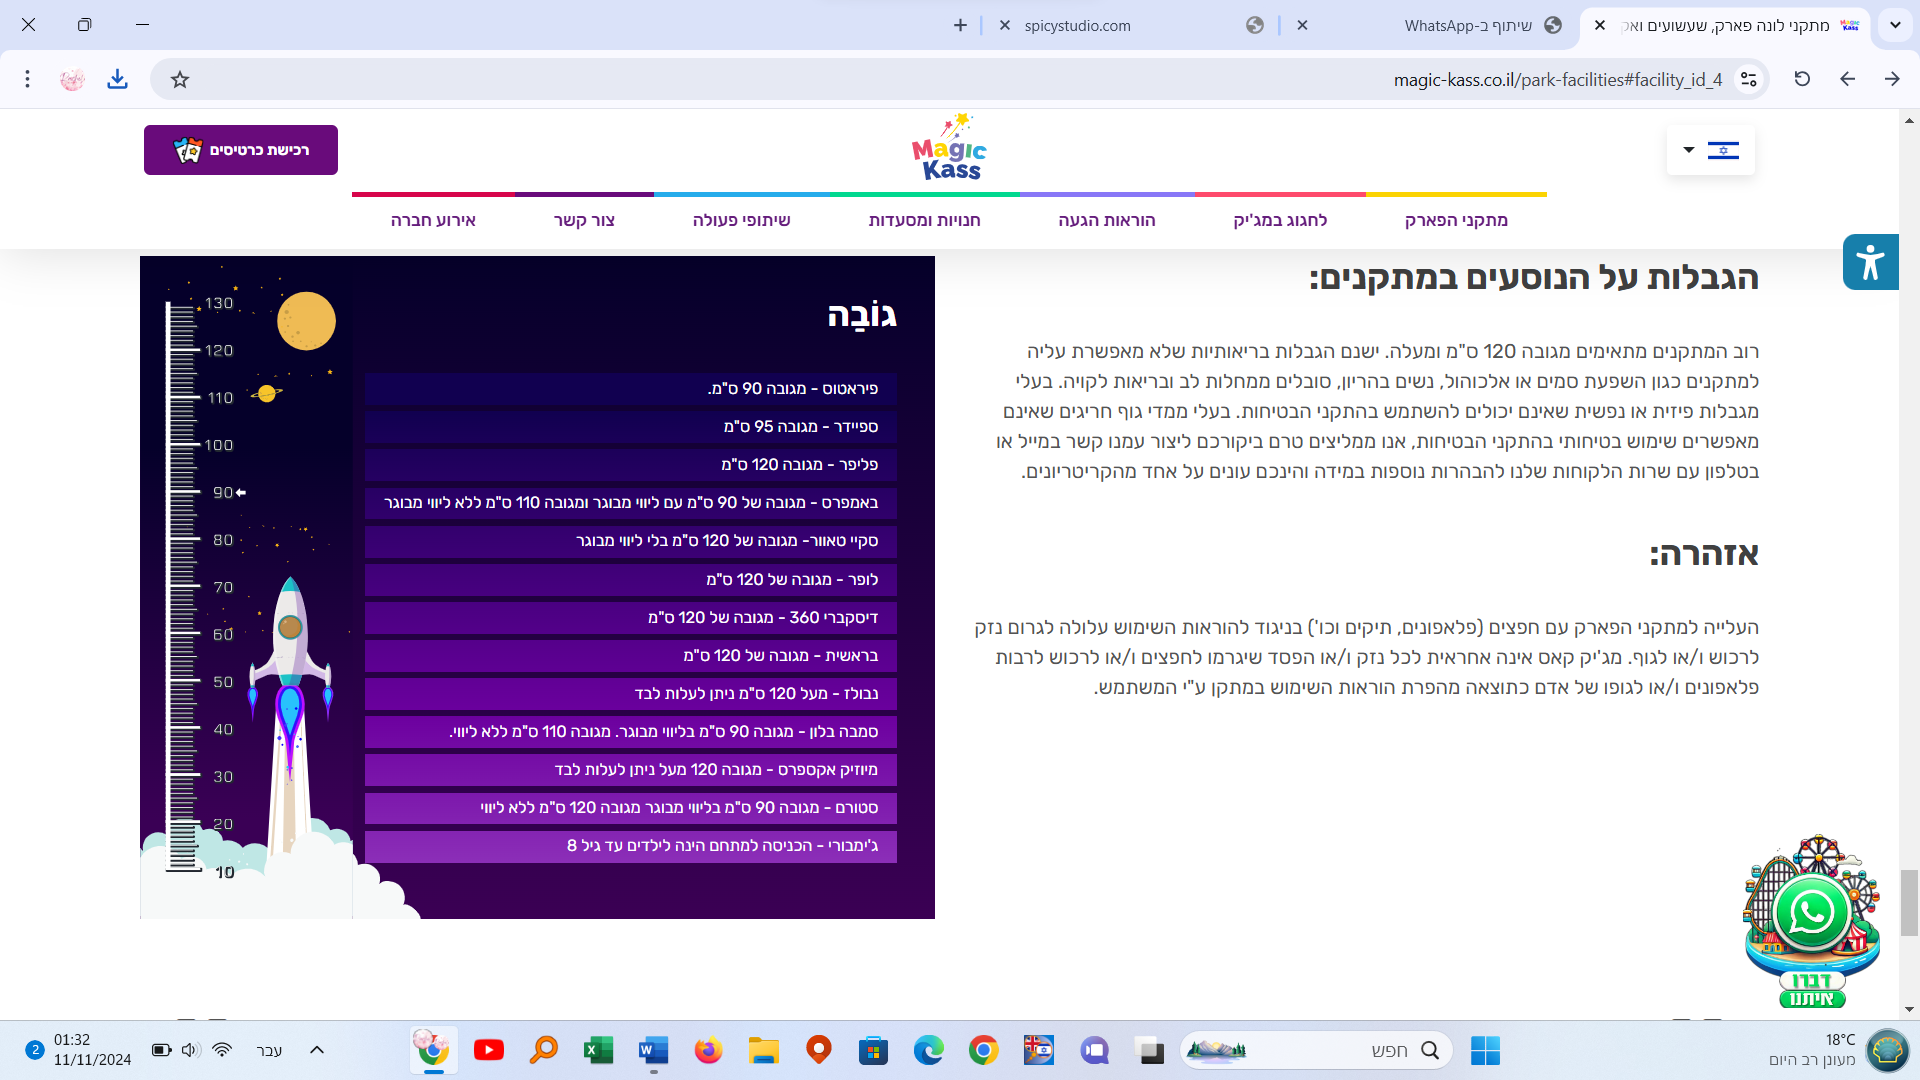 מתקני לונה פארק, שעשועים ואק
שיתוף ב-WhatsApp
spicystudio.com
magic-kass.co.il/park-facilities#facility_id_4
רכישת כרטיסים
Magic
Kass
מתקני הפארק
לחגוג במג'יק
הוראות הגעה
חנויות ומסעדות
שיתופי פעולה
צור קשר
אירוע חברה
הגבלות על הנוסעים במתקנים:
רוב המתקנים מתאימים מגובה 120 ס"מ ומעלה. ישנם הגבלות בריאותיות שלא מאפשרת עליה
למתקנים כגון השפעת סמים או אלכוהול, נשים בהריון, סובלים ממחלות לב ובריאות לקויה. בעלי
מגבלות פיזית או נפשית שאינם יכולים להשתמש בהתקני הבטיחות. בעלי ממדי גוף חריגים שאינם
מאפשרים שימוש בטיחותי בהתקני הבטיחות, אנו ממליצים טרם ביקורכם ליצור עמנו קשר במייל או
בטלפון עם שרות הלקוחות שלנו להבהרות נוספות במידה והינכם עונים על אחד מהקריטריונים.
אזהרה:
העלייה למתקני הפארק עם חפצים (פלאפונים, תיקים וכו') בניגוד להוראות השימוש עלולה לגרום נזק
לרכוש ו/או לגוף. מג'יק קאס אינה אחראית לכל נזק ו/או הפסד שיגרמו לחפצים ו/או לרכוש לרבות
פלאפונים ו/או לגופו של אדם כתוצאה מהפרת הוראות השימוש במתקן ע"י המשתמש.
גוֹבַה
פיראטוס - מגובה 90 ס"מ.
ספיידר - מגובה 95 ס"מ
פליפר - מגובה 120 ס"מ
באמפרס - מגובה של 90 ס"מ עם ליווי מבוגר ומגובה 110 ס"מ ללא ליווי מבוגר
סקיי טאוור- מגובה של 120 ס"מ בלי ליווי מבוגר
לופר - מגובה של 120 ס"מ
דיסקברי 360 - מגובה של 120 ס"מ
בראשית - מגובה של 120 ס"מ
נבולז - מעל 120 ס"מ ניתן לעלות לבד
סמבה בלון - מגובה 90 ס"מ בליווי מבוגר. מגובה 110 ס"מ ללא ליווי.
מיוזיק אקספרס - מגובה 120 מעל ניתן לעלות לבד
סטורם - מגובה 90 ס"מ בליווי מבוגר מגובה 120 ס"מ ללא ליווי
ג'ימבורי - הכניסה למתחם הינה לילדים עד גיל 8
130
120
110
100
90
80
70
60
50
40
30
20
10
דברו
איתנו
18°C
מעונן רב היום
חפש
עבר
01:32
11/11/2024
2